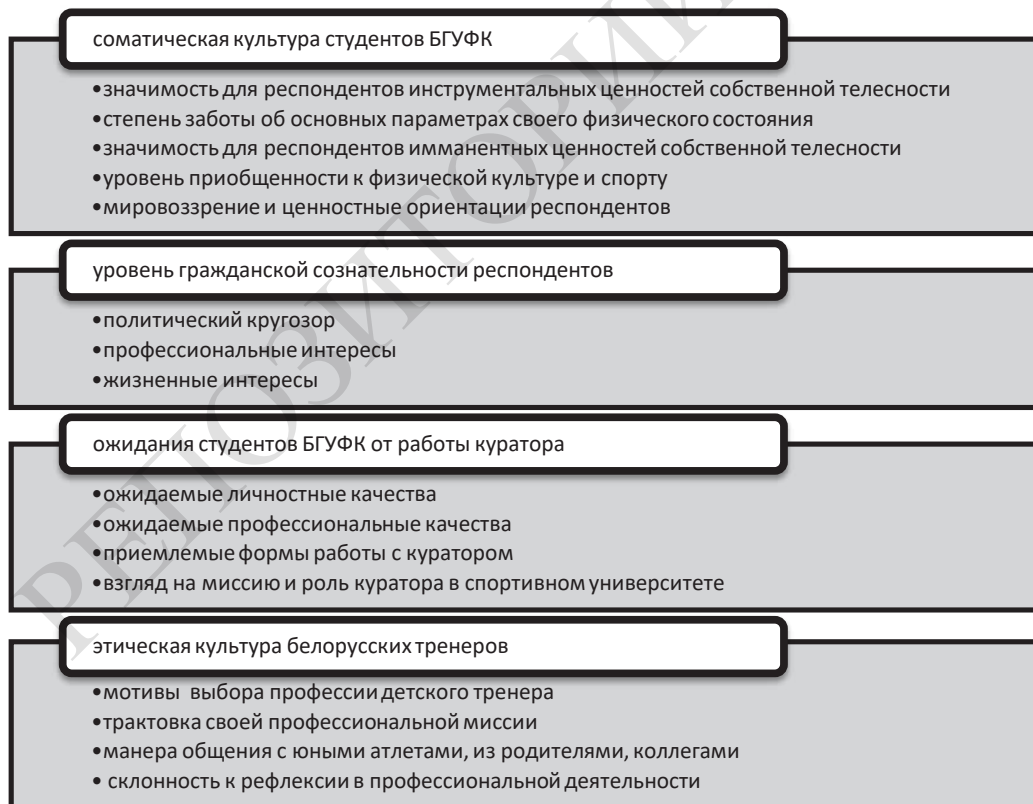 соматическая культура студентов БГУФК
•значимость для респондентов инструментальных ценностей собственной телесности
•степень заботы об основных параметрах своего физического состояния
•значимость для респондентов имманентных ценностей собственной телесности
•уровень приобщенности к физической культуре и спорту
•мировоззрение и ценностные ориентации респондентов
уровень гражданской сознательности респондентов
•политический кругозор
•профессиональные интересы
•жизненные интересы
ожидания студентов БГУФК от работы куратора
•ожидаемые личностные качества
•ожидаемые профессиональные качества
•приемлемые формы работы с куратором
•взгляд на миссию и роль куратора в спортивном университете
этическая культура белорусских тренеров
•мотивы выбора профессии детского тренера
•трактовка своей профессиональной миссии
•манера общения с юными атлетами, из родителями, коллегами
• склонность к рефлексии в профессиональной деятельности
РЕПОЗИТОРИЙ